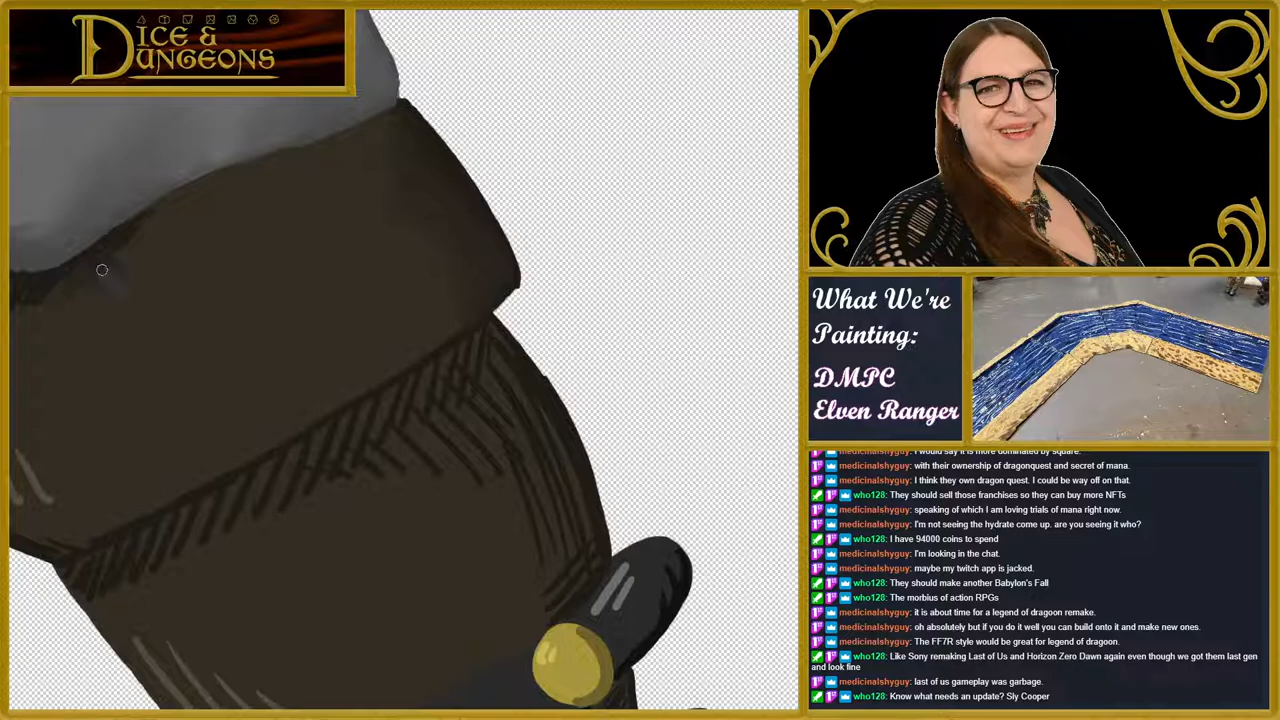 DICE &
DUNGEONS
What We're
Painting:
DMPC
Elven Ranger
medicinalshyguy: I would say it is more dominated by square.
medicinalshyguy: with their ownership of dragonquest and secret of mana.
medicinalshyguy: I think they own dragon quest. I could be way off on that.
who128: They should sell those franchises so they can buy more NFTs
medicinalshyguy: speaking of which I am loving trials of mana right now.
medicinalshyguy: I'm not seeing the hydrate come up. are you seeing it who?
who128: I have 94000 coins to spend
medicinalshyguy: I'm looking in the chat.
medicinalshyguy: maybe my twitch app is jacked.
who128: They should make another Babylon's Fall
who128: The morbius of action RPGs
medicinalshyguy: it is about time for a legend of dragoon remake.
medicinalshyguy: oh absolutely but if you do it well you can build onto it and make new ones.
medicinalshyguy: The FF7R style would be great for legend of dragoon.
who128: Like Sony remaking Last of Us and Horizon Zero Dawn again even though we got them last gen
and look fine
medicinalshyguy: last of us gameplay was garbage.
who128: Know what needs an update? Sly Cooper